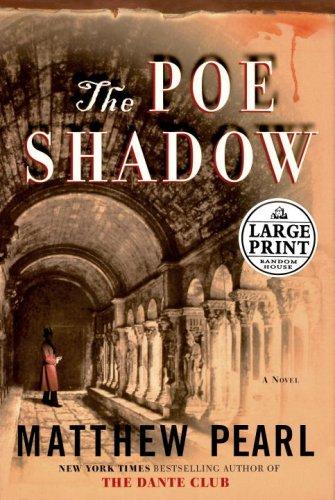 The POE
SHADOW
LARGE
PRINT
RANDOM
HOUSE
A NOVEL
MATTHEW PEARL
NEW YORK TIMES BESTSELLING AUTHOR OF
THE DANTE CLUB